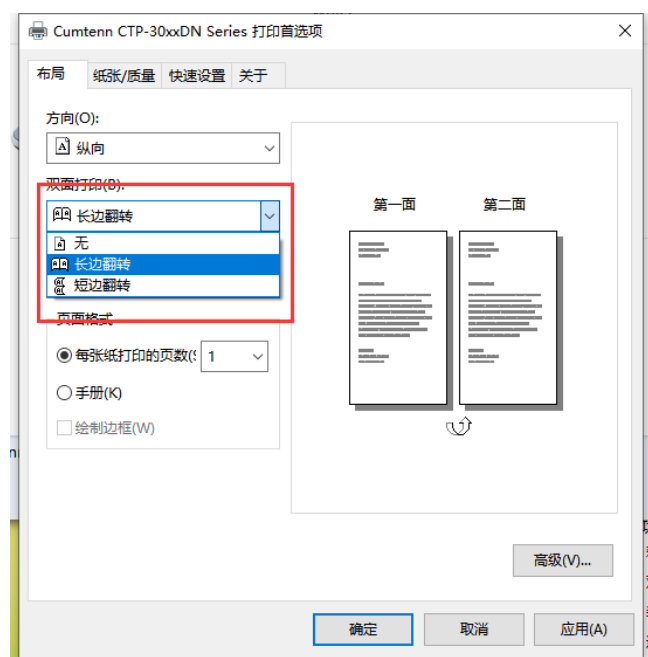 Cumtenn CTP-30xxDN Series 打印首选项
布局 纸张/质量 快速设置 关于
方向(O):
纵向
双面打印(B):
长边翻转
无
长边翻转
短边翻转
页面格式
每张纸打印的页数(S 1
手册(K)
绘制边框(W)
第一面 第二面
高级(V)...
确定 取消 应用(A)